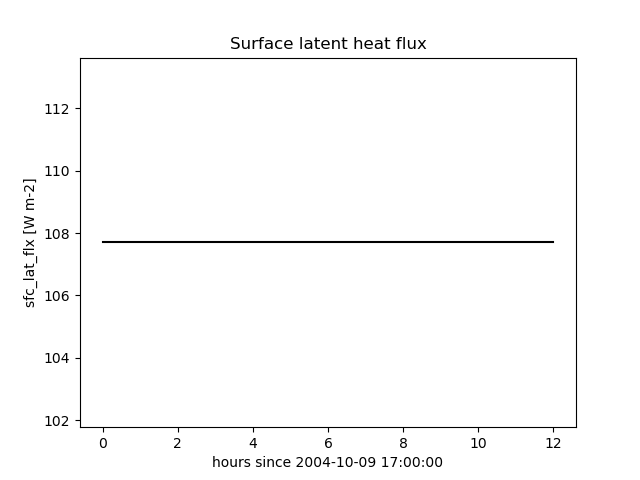 Surface latent heat flux
sfc_lat_flx [W m-2]
112
110
108
106
104
102
0 2 4 6 8 10 12
hours since 2004-10-09 17:00:00